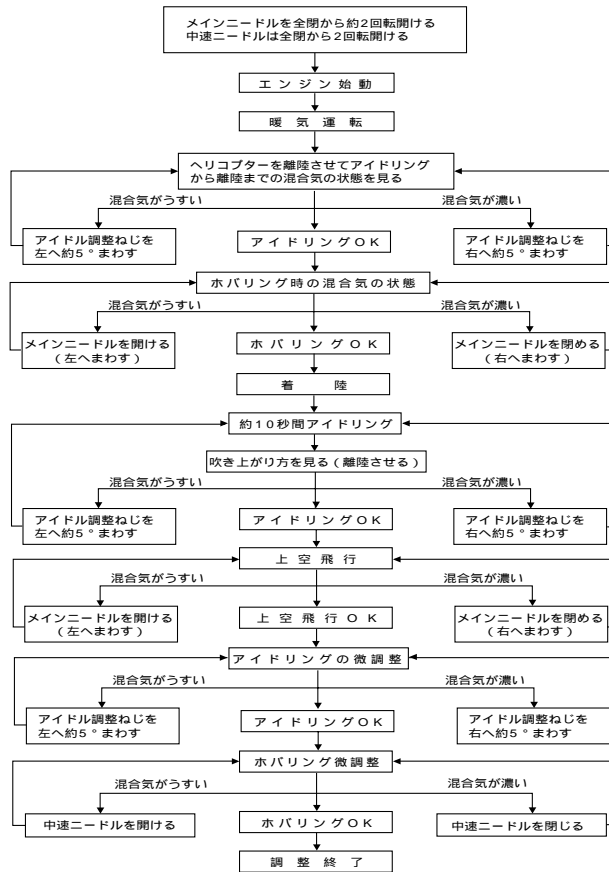 メインニードルを全閉から約2回転開ける
中速ニードルは全閉から2回転開ける
エンジン始動
暖気運転
ヘリコプターを離陸させてアイドリング
から離陸までの混合気の状態を見る
混合気がうすい
混合気が濃い
アイドル調整ねじを
左へ約5°まわす
アイドリングOK
アイドル調整ねじを
右へ約5°まわす
ホバリング時の混合気の状態
混合気がうすい
混合気が濃い
メインニードルを開ける
(左へまわす)
ホバリングOK
メインニードルを閉める
(右へまわす)
着陸
約10秒間アイドリング
吹き上がり方を見る(離陸させる)
混合気がうすい
混合気が濃い
アイドル調整ねじを
左へ約5°まわす
アイドリングOK
アイドル調整ねじを
右へ約5°まわす
上空飛行
混合気がうすい
混合気が濃い
メインニードルを開ける
(左へまわす)
上空飛行OK
メインニードルを閉める
(右へまわす)
アイドリングの微調整
混合気がうすい
混合気が濃い
アイドル調整ねじを
左へ約5°まわす
アイドリングOK
アイドル調整ねじを
右へ約5°まわす
ホバリング微調整
混合気がうすい
混合気が濃い
中速ニードルを開ける
ホバリングOK
中速ニードルを閉じる
調整終了